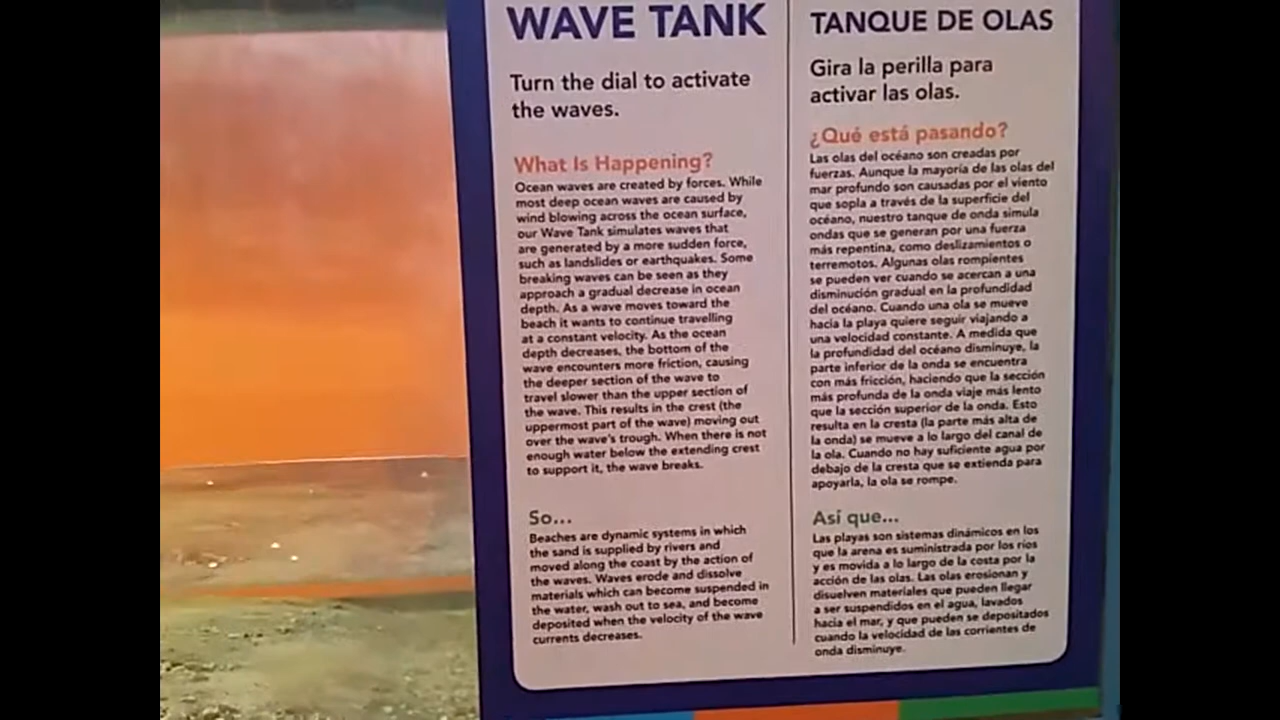 WAVE TANK
Turn the dial to activate
the waves.
What Is Happening?
Ocean waves are created by forces. While
most deep ocean waves are caused by
wind blowing across the ocean surface,
our Wave Tank simulates waves that
are generated by a more sudden force,
such as landslides or earthquakes. Some
breaking waves can be seen as they
approach a gradual decrease in ocean
depth. As a wave moves toward the
beach it wants to continue travelling
at a constant velocity. As the ocean
depth decreases, the bottom of the
wave encounters more friction, causing
the deeper section of the wave to
travel slower than the upper section of
the wave. This results in the crest (the
uppermost part of the wave) moving out
over the wave's trough. When there is not
enough water below the extending crest
to support it, the wave breaks.
So...
Beaches are dynamic systems in which
the sand is supplied by rivers and
moved along the coast by the action of
the waves. Waves erode and dissolve
materials which can become suspended in
the water, wash out to sea, and become
deposited when the velocity of the wave
currents decreases.
TANQUE DE OLAS
Gira la perilla para
activar las olas.
¿Qué está pasando?
Las olas del océano son creadas por
fuerzas. Aunque la mayoría de las olas del
mar profundo son causadas por el viento
que sopla a través de la superficie del
océano, nuestro tanque de onda simula
ondas que se generan por una fuerza
más repentina, como deslizamientos o
terremotos. Algunas olas rompientes
se pueden ver cuando se acercan a una
disminución gradual en la profundidad
del océano. Cuando una ola se mueve
hacia la playa quiere seguir viajando a
una velocidad constante. A medida que
la profundidad del océano disminuye, la
parte inferior de la onda se encuentra
con más fricción, haciendo que la sección
más profunda de la onda viaje más lento
que la sección superior de la onda. Esto
resulta en la cresta (la parte más alta de
la onda) se mueve a lo largo del canal de
la ola. Cuando no hay suficiente agua por
debajo de la cresta que se extienda para
apoyarla, la ola se rompe.
Así que...
Las playas son sistemas dinámicos en los
que la arena es suministrada por los ríos
y es movida a lo largo de la costa por la
acción de las olas. Las olas erosionan y
disuelven materiales que pueden llegar
a ser suspendidos en el agua, lavados
hacia el mar, y que pueden se depositados
cuando la velocidad de las corrientes de
onda disminuye.